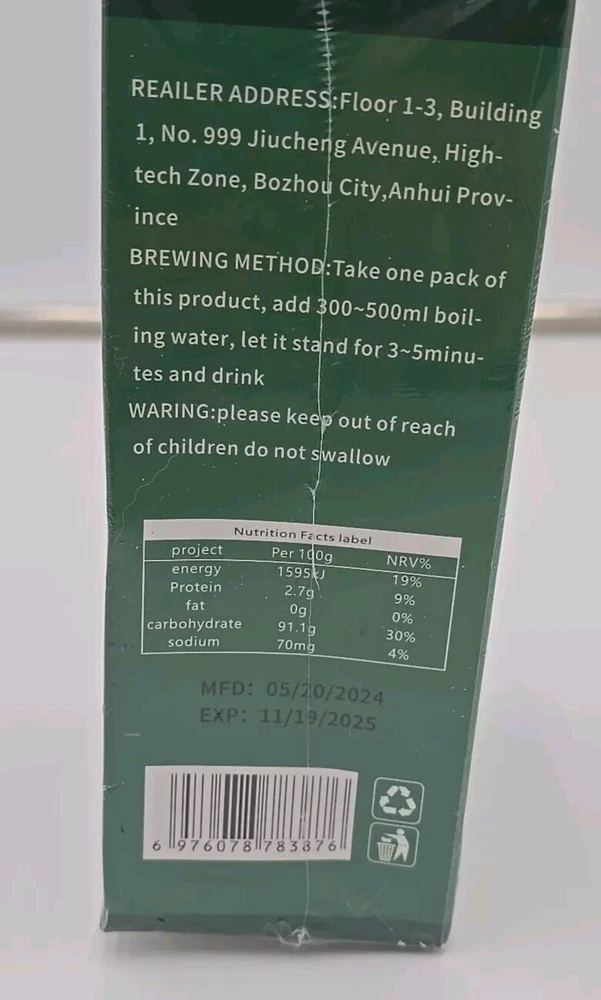 REAILER ADDRESS:Floor 1-3, Building
1, No. 999 Jiucheng Avenue, High-
tech Zone, Bozhou City,Anhui Prov-
ince
BREWING METHOD:Take one pack of
this product, add 300~500ml boil-
ing water, let it stand for 3~5minu-
tes and drink
WARING:please keep out of reach
of children do not swallow
Nutrition Facts label
project Per 100g NRV%
energy 1595kJ 19%
Protein 2.7g 9%
fat 0g 0%
carbohydrate 91.1g 30%
sodium 70mg 4%
MFD: 05/20/2024
EXP: 11/19/2025
6 976078 783876